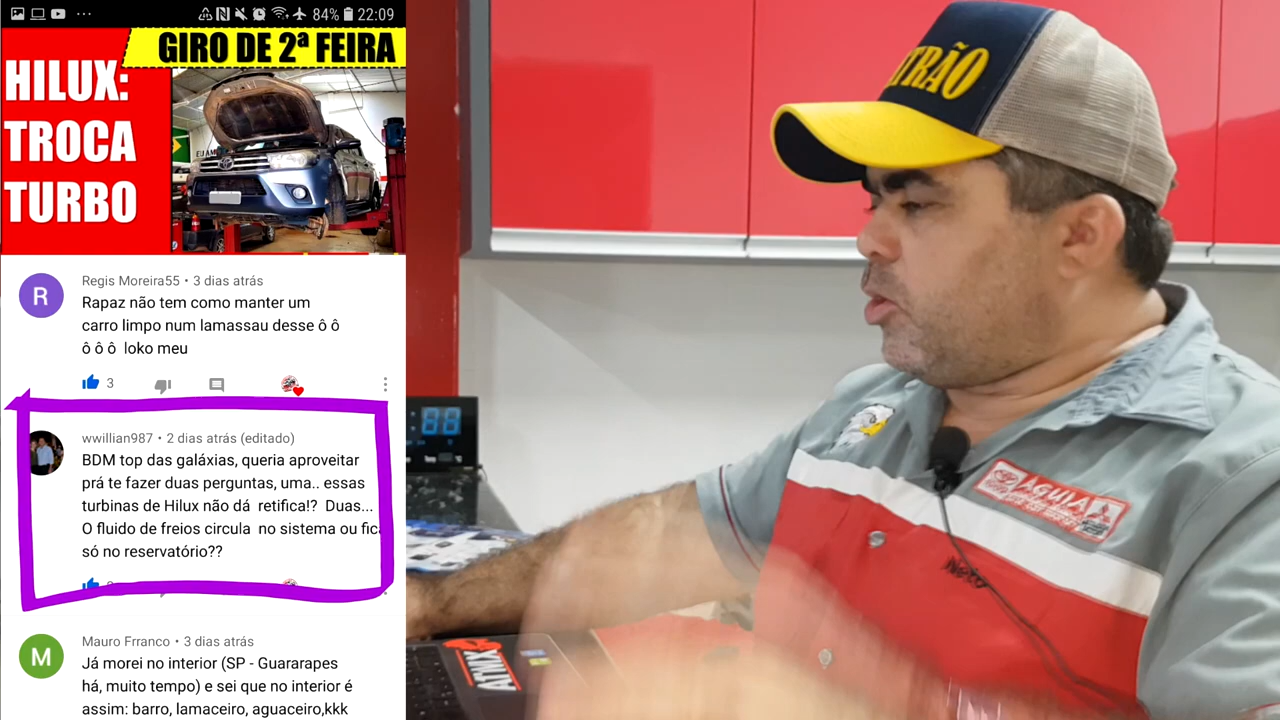 84% 22:09
GIRO DE 2ª FEIRA
HILUX:
TROCA
TURBO
Regis Moreira55 • 3 dias atrás
Rapaz não tem como manter um
carro limpo num lamassau desse ô ô
ô ô ô loko meu
3
wwillian987 • 2 dias atrás (editado)
BDM top das galáxias, queria aproveitar
prá te fazer duas perguntas, uma.. essas
turbinas de Hilux não dá retifica!? Duas...
O fluido de freios circula no sistema ou fica
só no reservatório??
M
Mauro Ffranco • 3 dias atrás
Já morei no interior (SP - Guararapes
há, muito tempo) e sei que no interior é
assim: barro, lamaceiro, aguaceiro,kkk
R
TRÃO
88
AGUIA
Neto